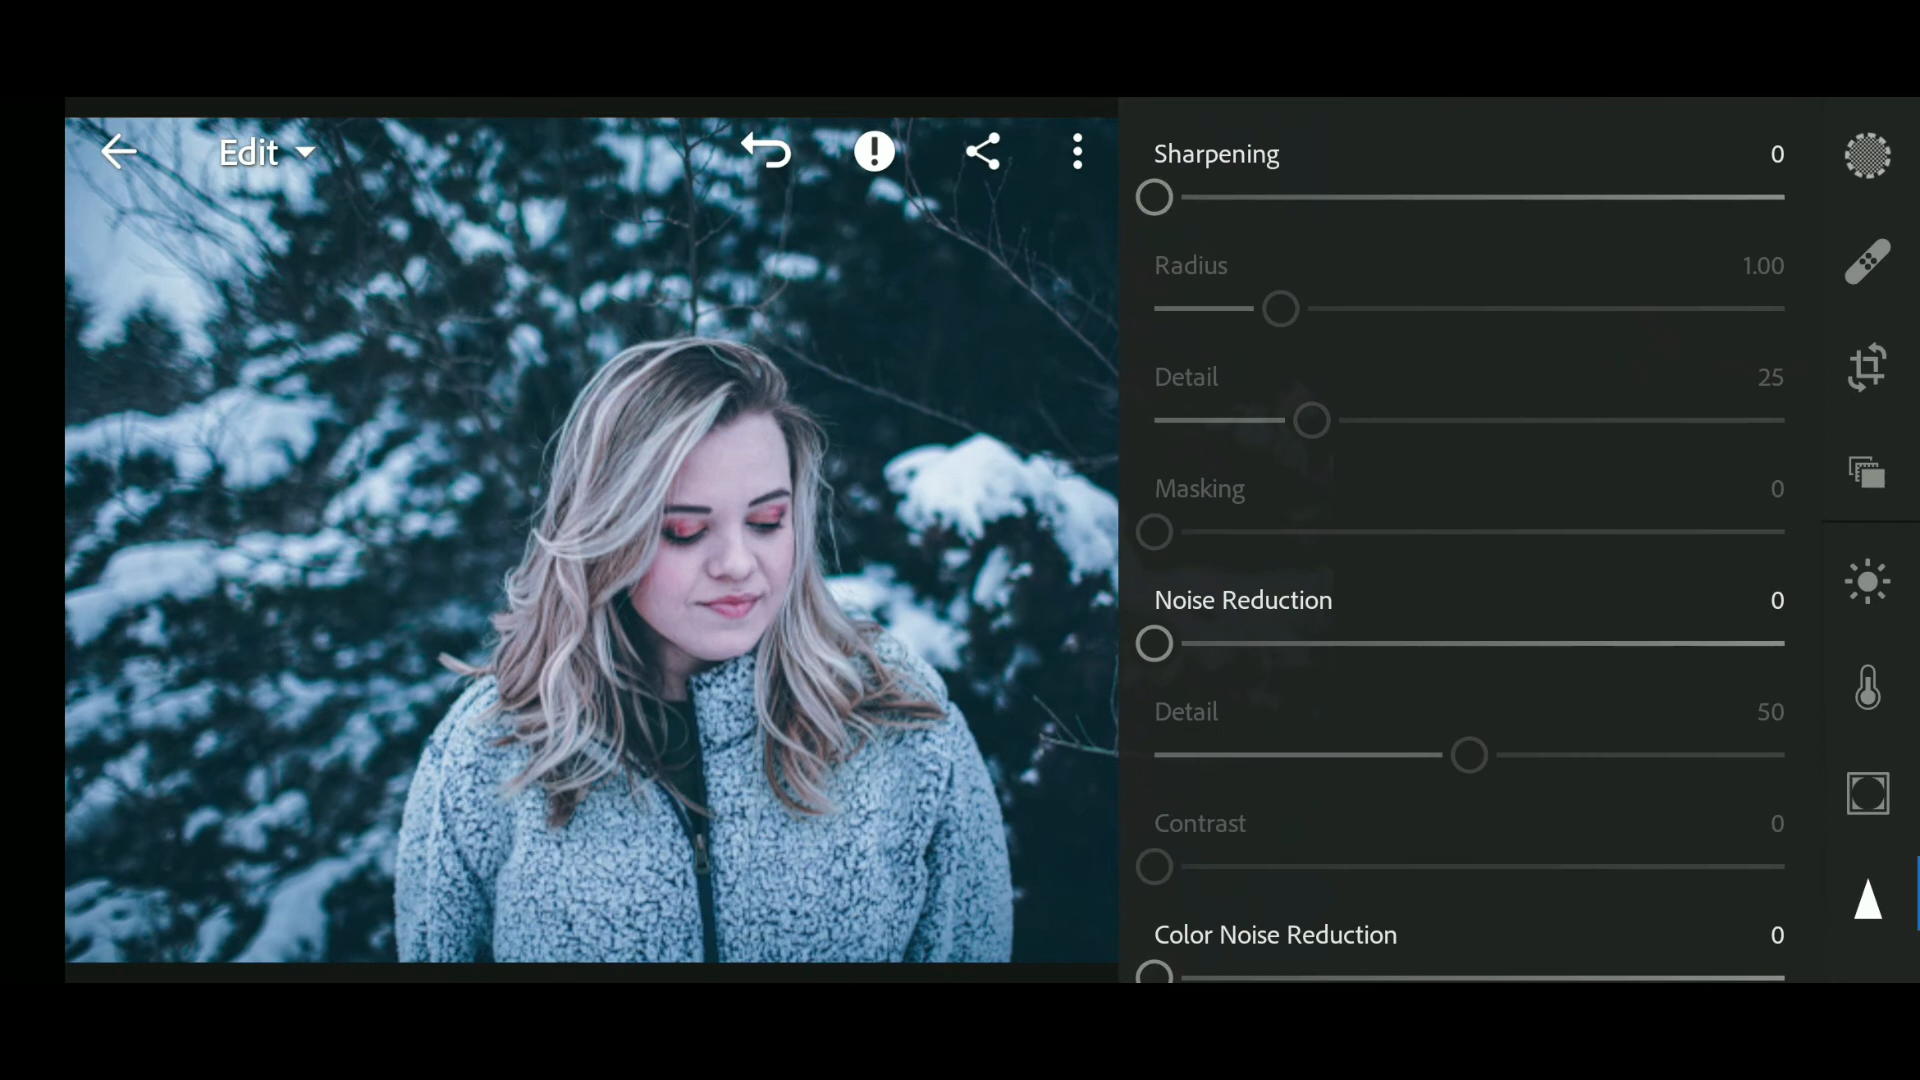 Edit
Sharpening 0
Radius 1.00
Detail 25
Masking 0
Noise Reduction 0
Detail 50
Contrast 0
Color Noise Reduction 0